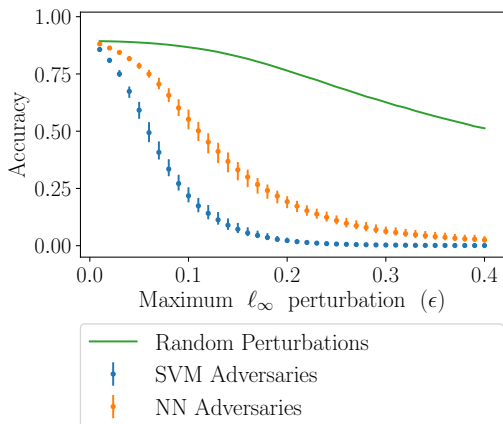 1.00
0.75
0.50
0.25
0.00
Accuracy
0.0 0.1 0.2 0.3 0.4
Maximum ℓ∞ perturbation (ϵ)
Random Perturbations
SVM Adversaries
NN Adversaries